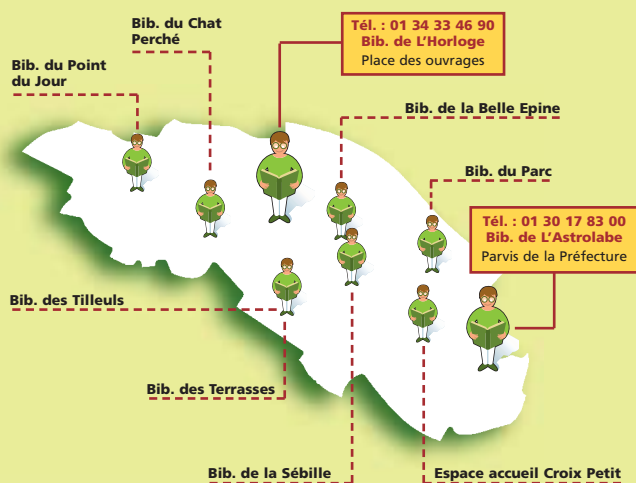 Bib. du Chat
Perché
Tél. : 01 34 33 46 90
Bib. de L'Horloge
Place des ouvrages
Bib. du Point
du Jour
Bib. de la Belle Epine
Bib. du Parc
Tél. : 01 30 17 83 00
Bib. de L'Astrolabe
Parvis de la Préfecture
Bib. des Tilleuls
Bib. des Terrasses
Bib. de la Sébille
Espace accueil Croix Petit